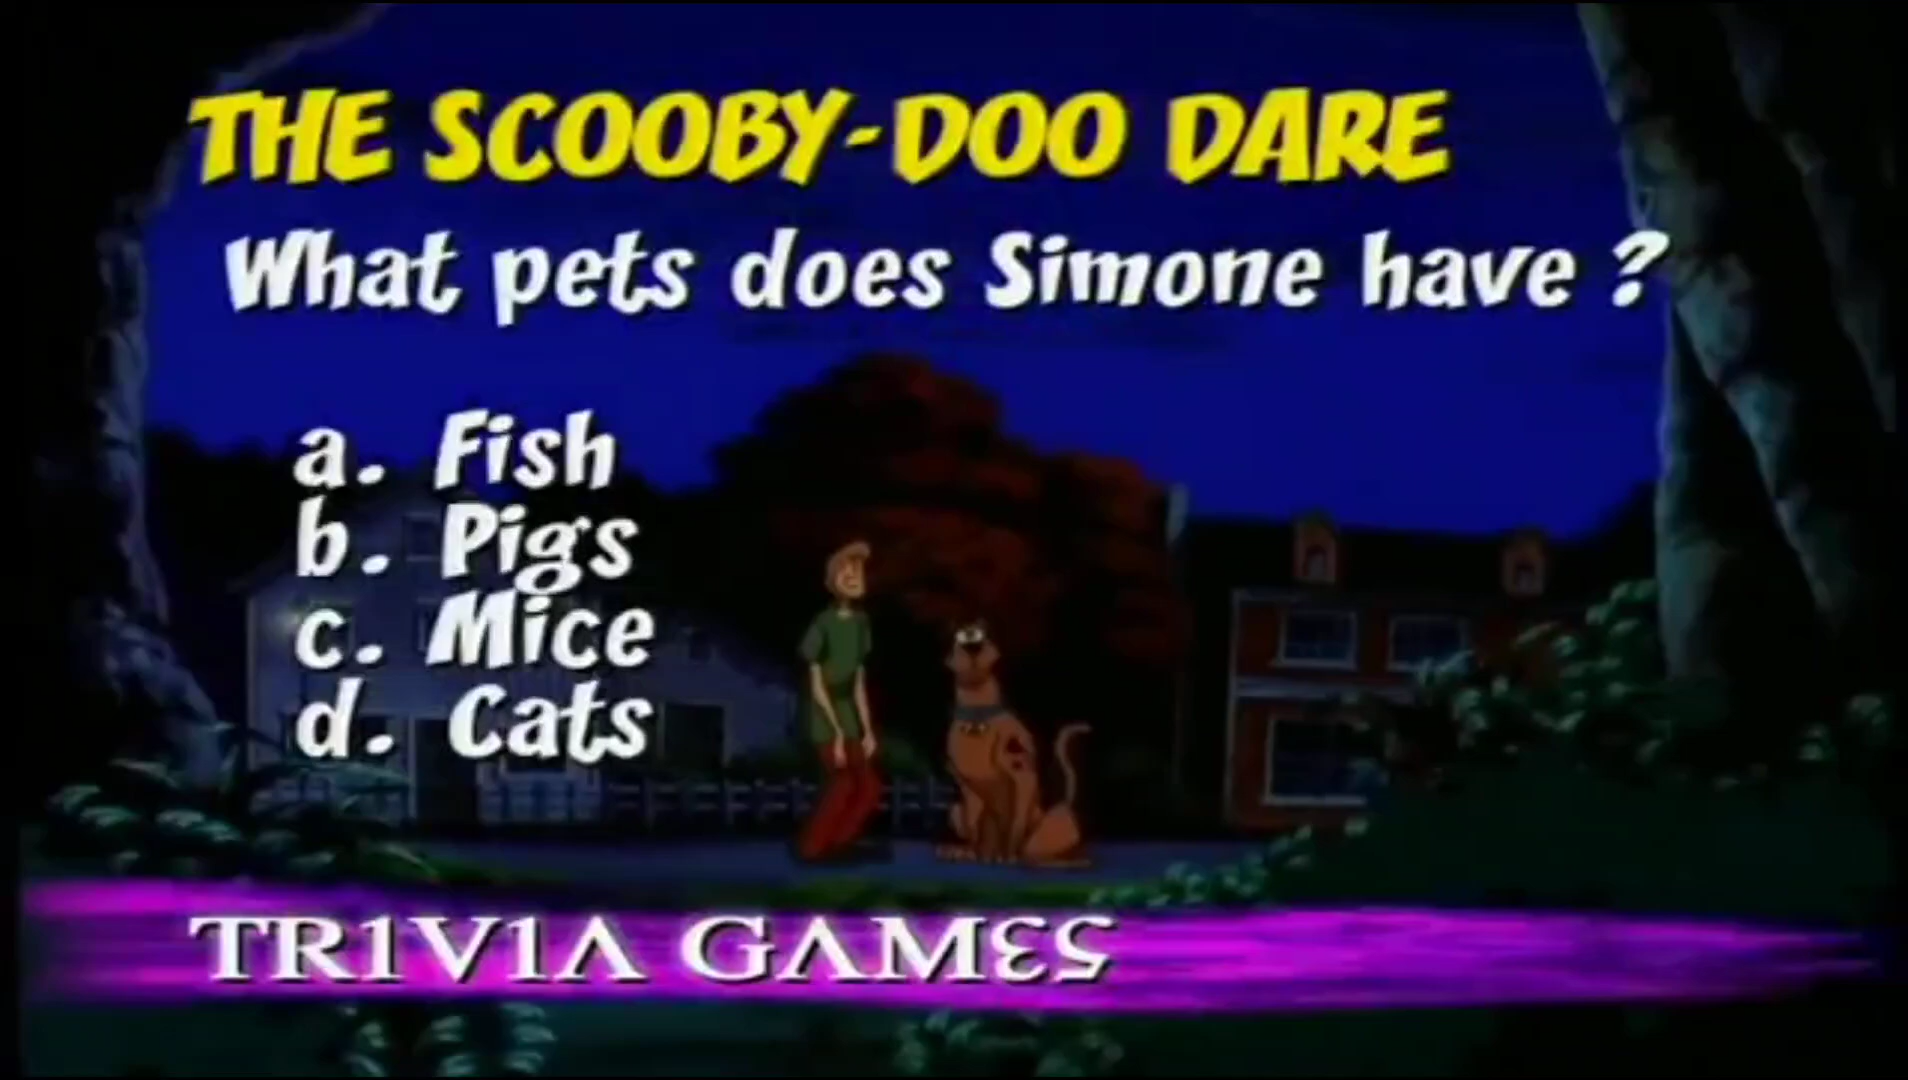 THE SCOOBY-DOO DARE
What pets does Simone have ?
a. Fish
b. Pigs
c. Mice
d. Cats
TR1V1A GAMES